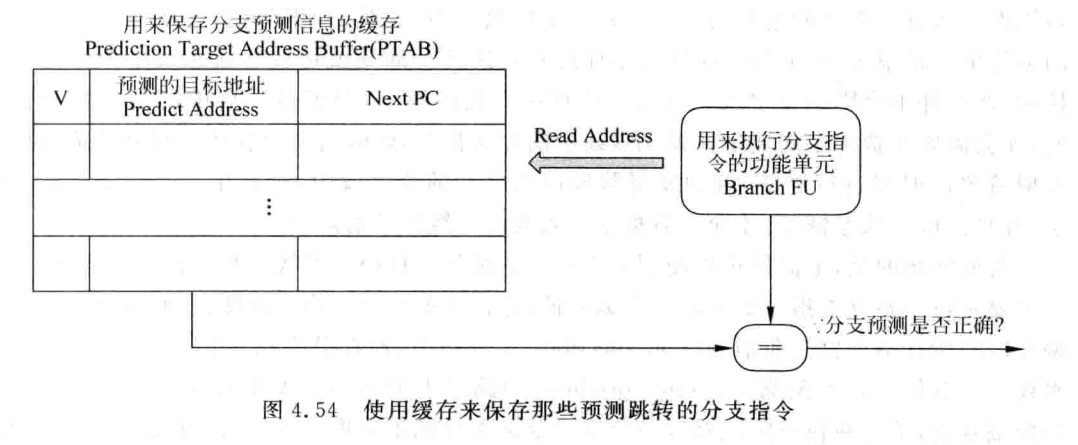 用来保存分支预测信息的缓存
Prediction Target Address Buffer(PTAB)
V
预测的目标地址
Predict Address
Next PC
⋮
Read Address
用来执行分支指
令的功能单元
Branch FU
==
分支预测是否正确?
图 4.54 使用缓存来保存那些预测跳转的分支指令